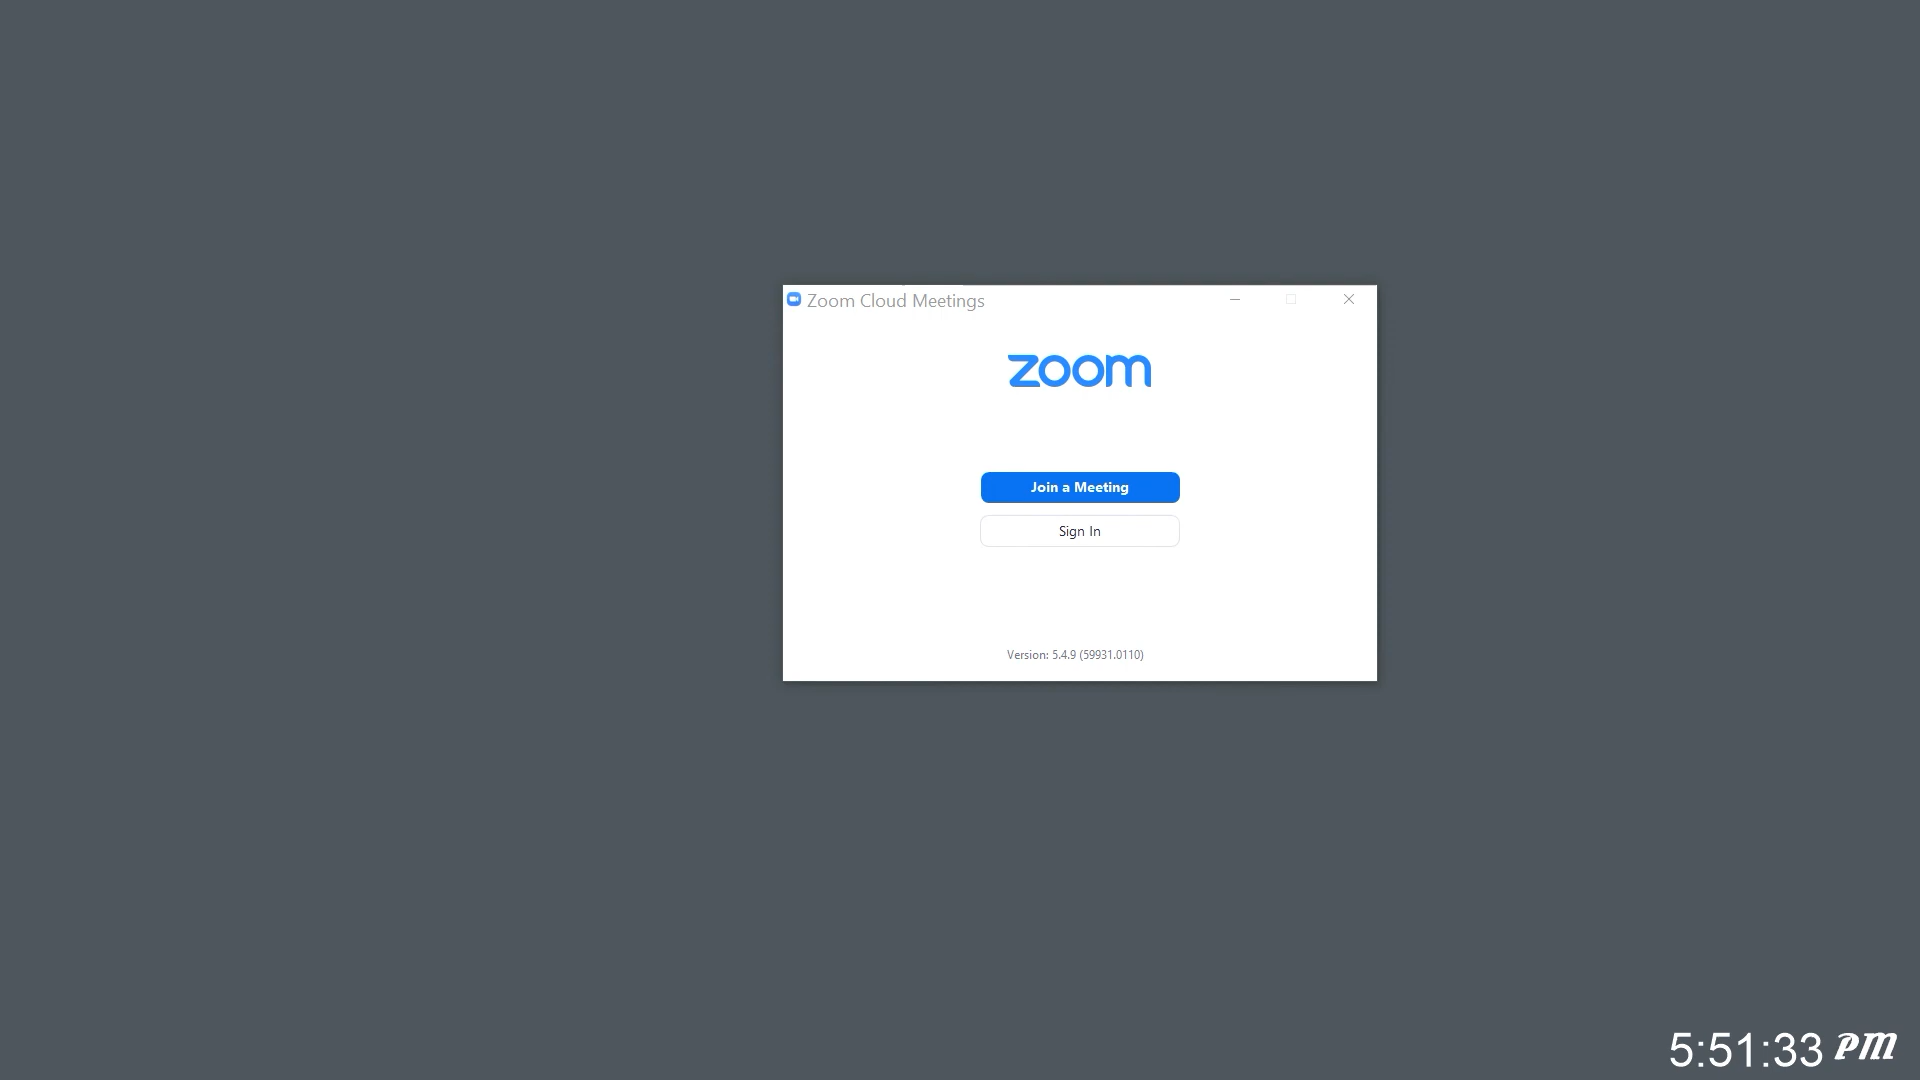 Zoom Cloud Meetings
zoom
Join a Meeting
Sign In
Version: 5.4.9 (59931.0110)
5:51:33 pm